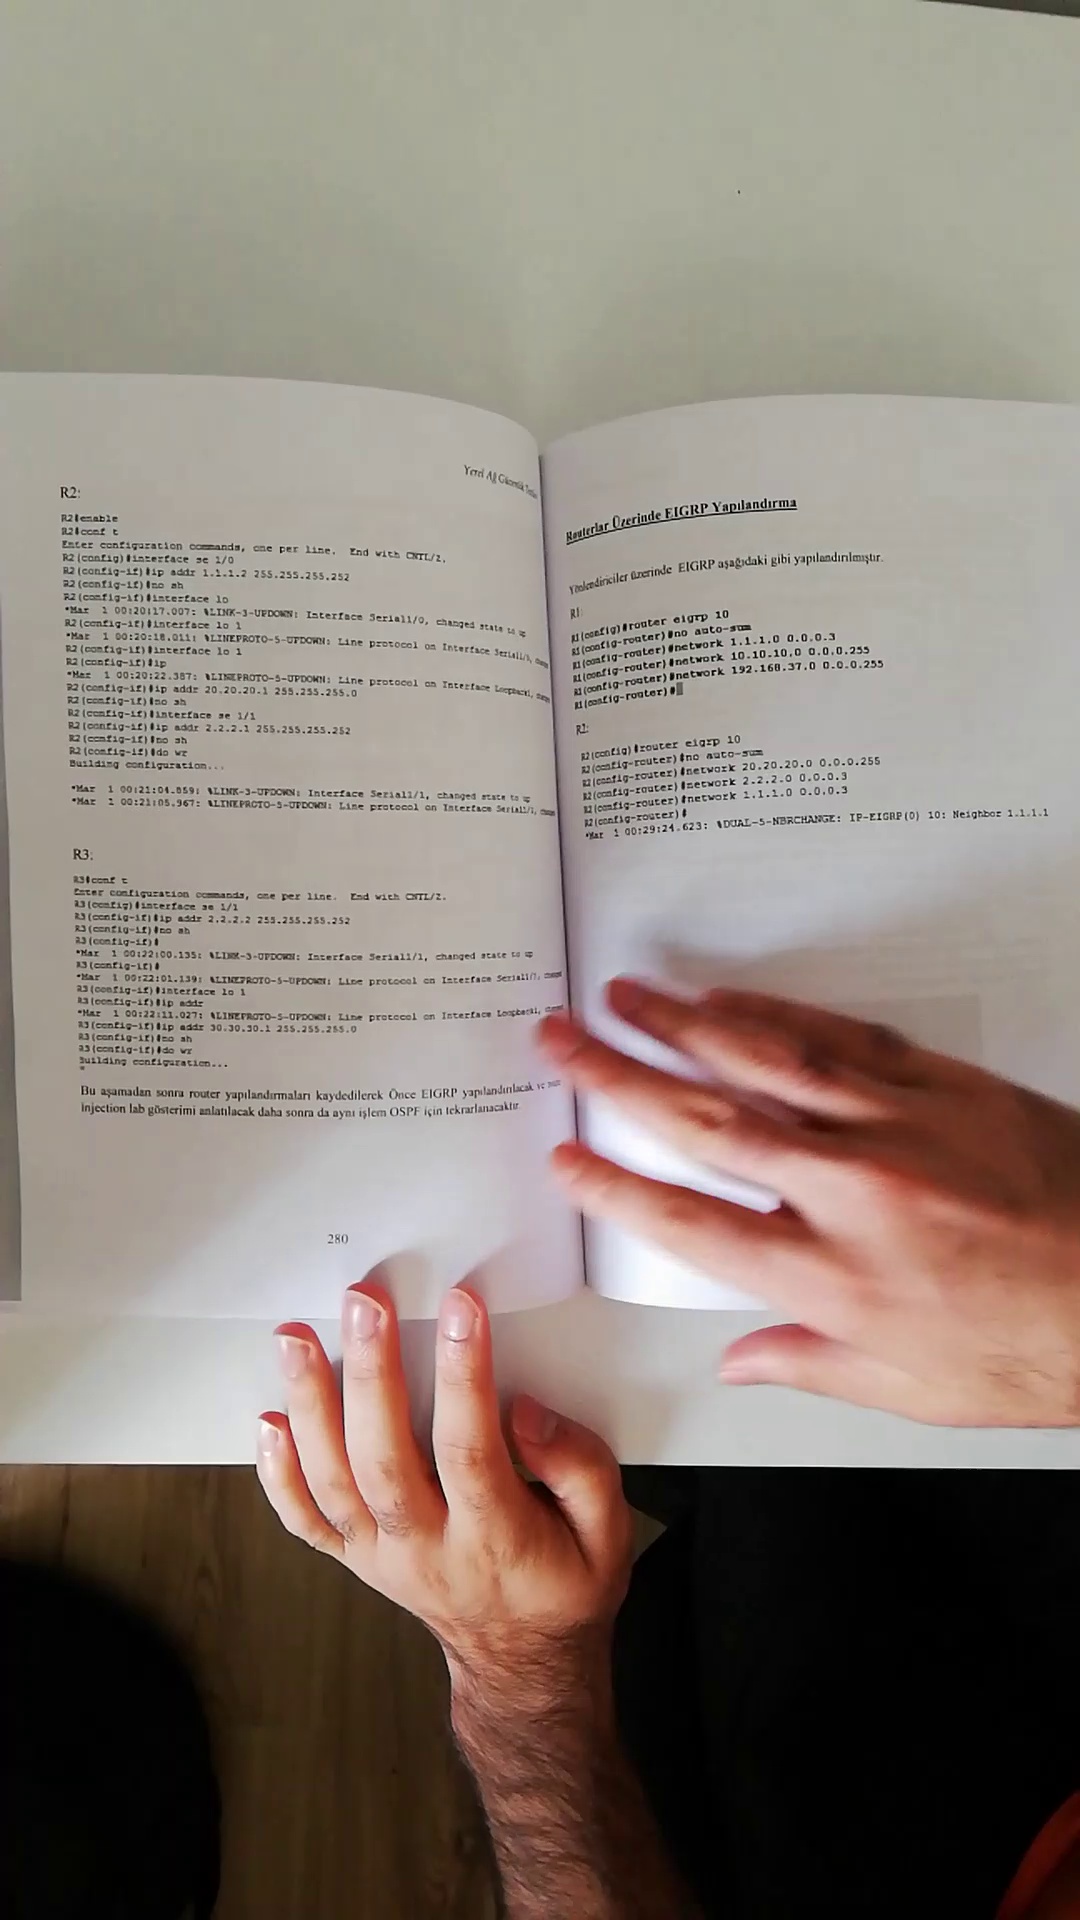 Yerel Ağ Güvenlik
R2:
R2#enable
R2#conf t
Enter configuration commands, one per line. End with CNTL/Z.
R2(config)#interface se 1/0
R2(config-if)#ip addr 1.1.1.2 255.255.255.252
R2(config-if)#no sh
R2(config-if)#interface lo
*Mar 1 00:20:17.007: %LINK-3-UPDOWN: Interface Serial1/0, changed state to up
R2(config-if)#interface lo 1
*Mar 1 00:20:18.011: %LINEPROTO-5-UPDOWN: Line protocol on Interface Serial1/0,
R2(config-if)#interface lo 1
R2(config-if)#ip
*Mar 1 00:20:22.387: %LINEPROTO-5-UPDOWN: Line protocol on Interface Loopback1,
R2(config-if)#ip addr 20.20.20.1 255.255.255.0
R2(config-if)#no sh
R2(config-if)#interface se 1/1
R2(config-if)#ip addr 2.2.2.1 255.255.255.252
R2(config-if)#no sh
R2(config-if)#do wr
Building configuration...
*Mar 1 00:21:04.859: %LINK-3-UPDOWN: Interface Serial1/1, changed state to up
*Mar 1 00:21:05.967: %LINEPROTO-5-UPDOWN: Line protocol on Interface Serial1/1,
R3:
R3#conf t
Enter configuration commands, one per line. End with CNTL/Z.
R3(config)#interface se 1/1
R3(config-if)#ip addr 2.2.2.2 255.255.255.252
R3(config-if)#no sh
R3(config-if)#
*Mar 1 00:22:00.135: %LINK-3-UPDOWN: Interface Serial1/1, changed state to up
R3(config-if)#
*Mar 1 00:22:01.139: %LINEPROTO-5-UPDOWN: Line protocol on Interface Serial1/1,
R3(config-if)#interface lo 1
R3(config-if)#ip addr
*Mar 1 00:22:11.027: %LINEPROTO-5-UPDOWN: Line protocol on Interface Loopback1,
R3(config-if)#ip addr 30.30.30.1 255.255.255.0
R3(config-if)#no sh
R3(config-if)#do wr
Building configuration...
Bu aşamadan sonra router yapılandırmaları kaydedilerek Önce EIGRP yapılandırılacak ve
injection lab gösterimi anlatılacak daha sonra da aynı işlem OSPF için tekrarlanacaktır.
280
Routerlar Üzerinde EIGRP Yapılandırma
Yönlendiriciler üzerinde EIGRP aşağıdaki gibi yapılandırılmıştır.
R1:
R1(config)#router eigrp 10
R1(config-router)#no auto-sum
R1(config-router)#network 1.1.1.0 0.0.0.3
R1(config-router)#network 10.10.10.0 0.0.0.255
R1(config-router)#network 192.168.37.0 0.0.0.255
R1(config-router)#
R2:
R2(config)#router eigrp 10
R2(config-router)#no auto-sum
R2(config-router)#network 20.20.20.0 0.0.0.255
R2(config-router)#network 2.2.2.0 0.0.0.3
R2(config-router)#network 1.1.1.0 0.0.0.3
R2(config-router)#
*Mar 1 00:29:24.623: %DUAL-5-NBRCHANGE: IP-EIGRP(0) 10: Neighbor 1.1.1.1